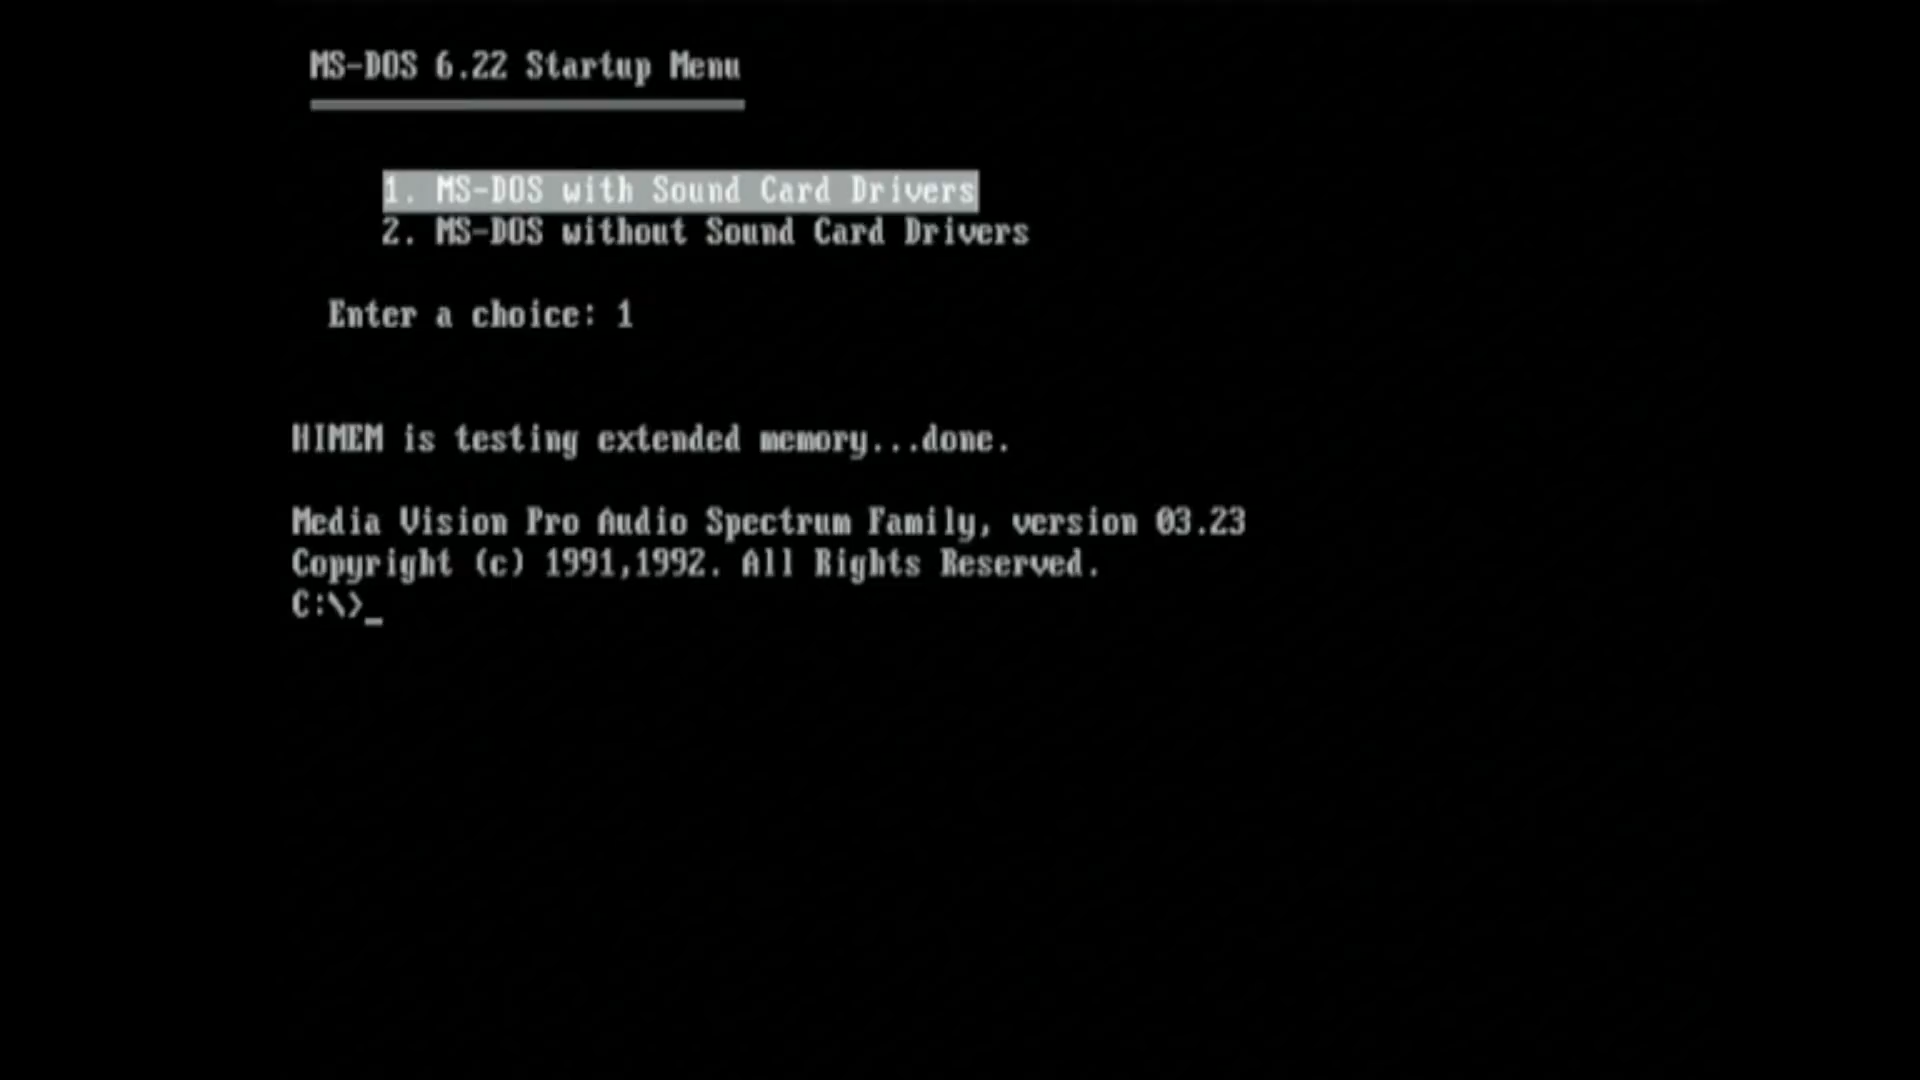 MS-DOS 6.22 Startup Menu
1. MS-DOS with Sound Card Drivers
2. MS-DOS without Sound Card Drivers
Enter a choice: 1
HIMEM is testing extended memory...done.
Media Vision Pro Audio Spectrum Family, version 03.23
Copyright (c) 1991,1992. All Rights Reserved.
C:\>_